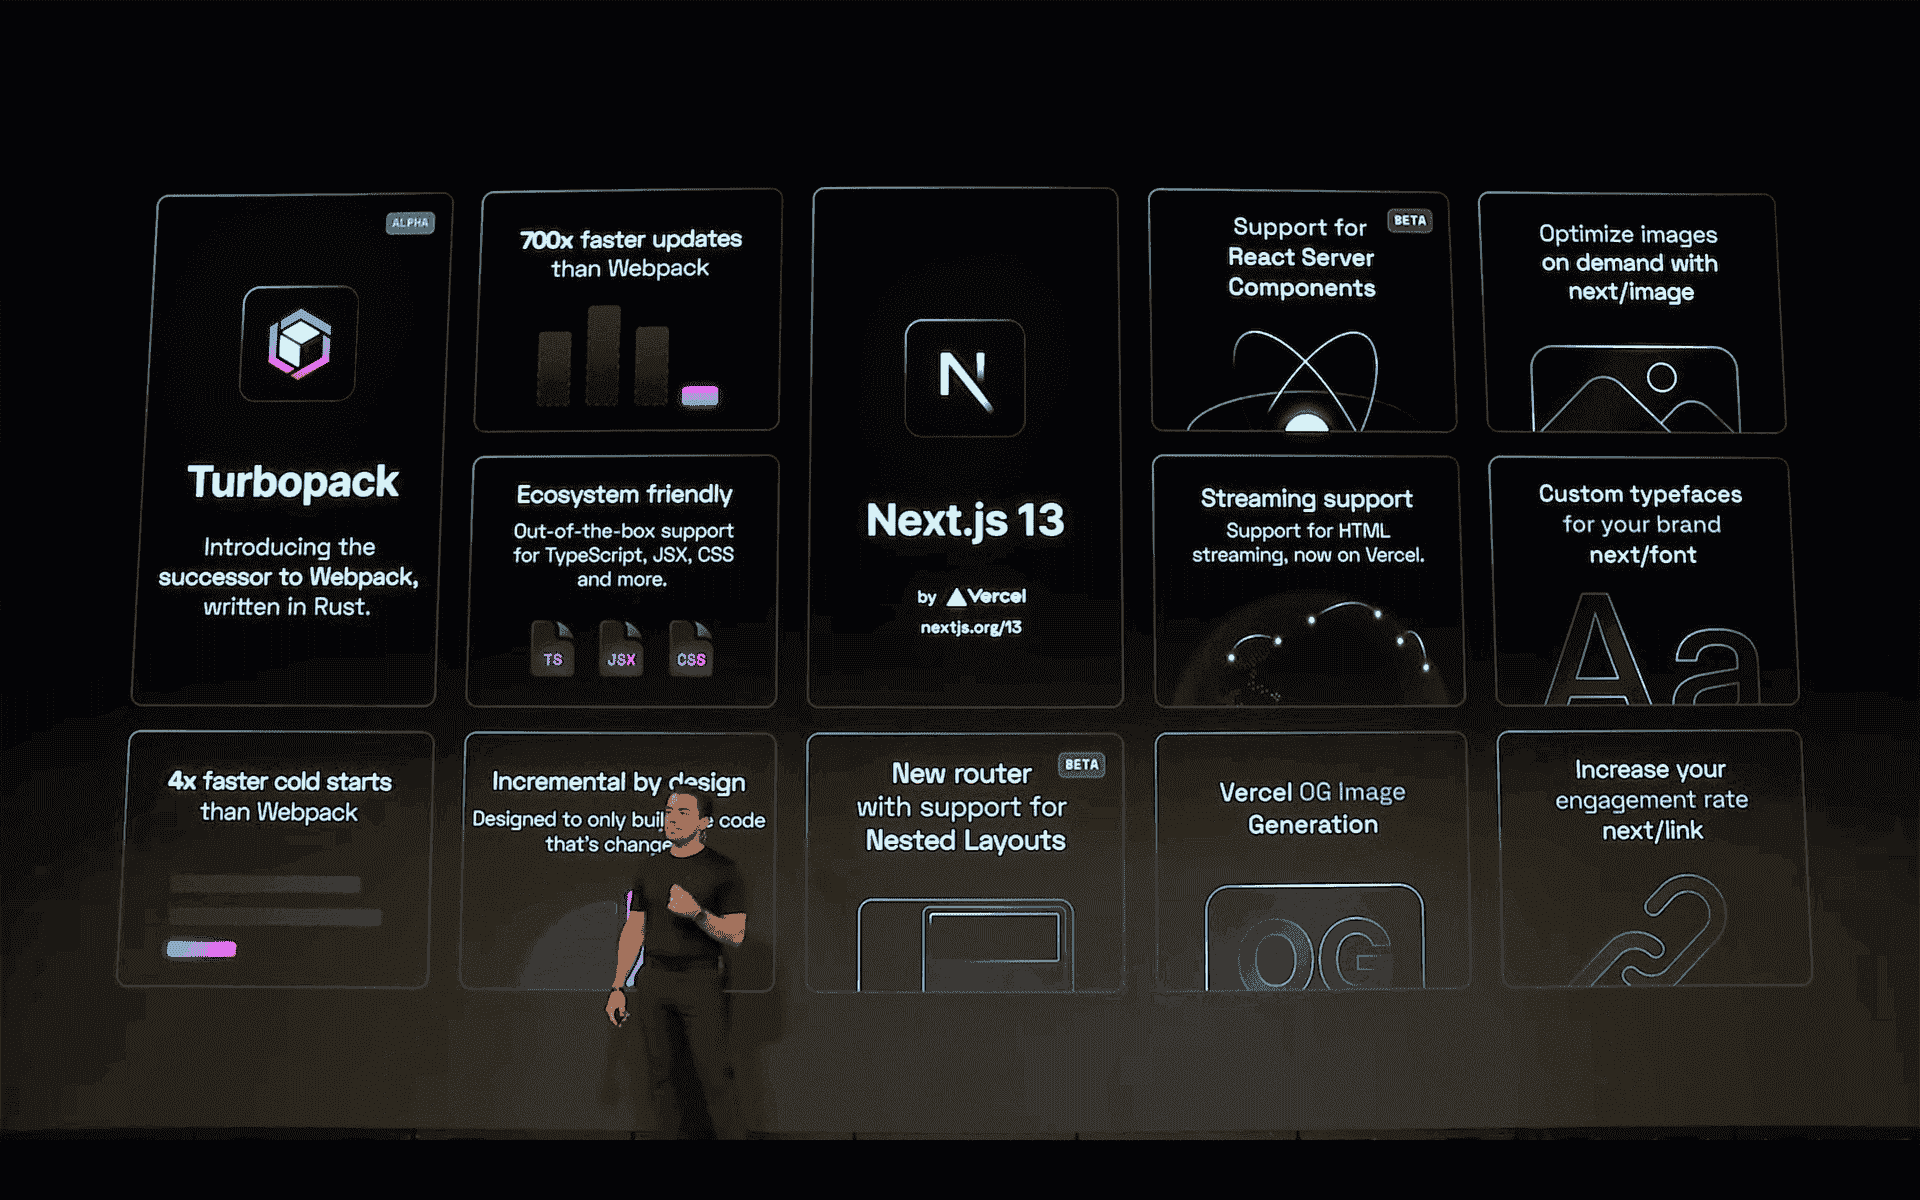 ALPHA
Turbopack
Introducing the
successor to Webpack,
written in Rust.
700x faster updates
than Webpack
Ecosystem friendly
Out-of-the-box support
for TypeScript, JSX, CSS
and more.
TS
JSX
CSS
Next.js 13
by Vercel
nextjs.org/13
BETA
Support for
React Server
Components
Streaming support
Support for HTML
streaming, now on Vercel.
Optimize images
on demand with
next/image
Custom typefaces
for your brand
next/font
Aa
4x faster cold starts
than Webpack
Incremental by design
Designed to only code
that's
BETA
New router
with support for
Nested Layouts
Vercel OG Image
Generation
OG
Increase your
engagement rate
next/link